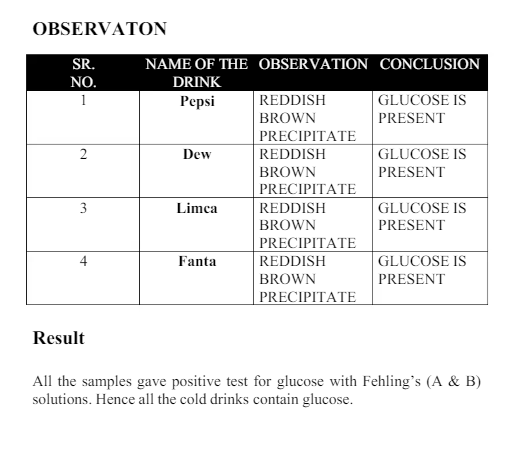 OBSERVATON
SR. NO. NAME OF THE DRINK OBSERVATION CONCLUSION
1 Pepsi REDDISH BROWN PRECIPITATE GLUCOSE IS PRESENT
2 Dew REDDISH BROWN PRECIPITATE GLUCOSE IS PRESENT
3 Limca REDDISH BROWN PRECIPITATE GLUCOSE IS PRESENT
4 Fanta REDDISH BROWN PRECIPITATE GLUCOSE IS PRESENT
Result
All the samples gave positive test for glucose with Fehling’s (A & B)
solutions. Hence all the cold drinks contain glucose.